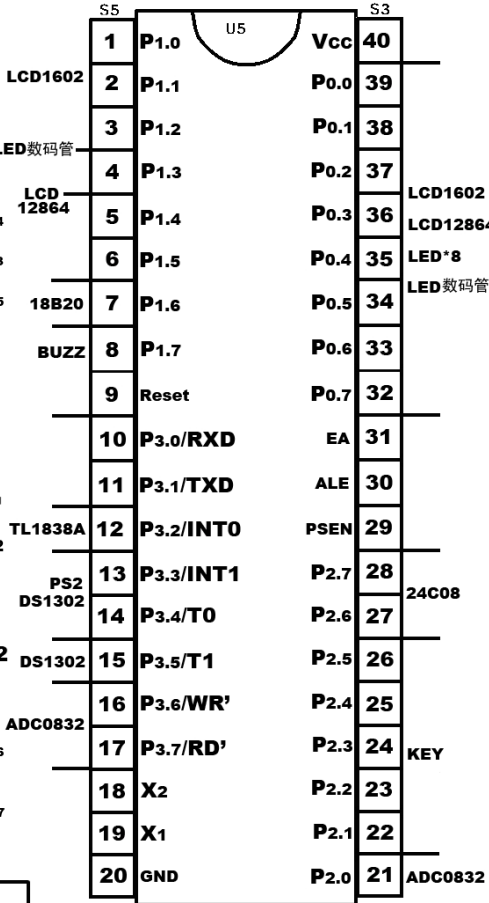 S5
S3
U5
1 P1.0 Vcc 40
LCD1602 2 P1.1 P0.0 39
3 P1.2 P0.1 38
LED数码管
4 P1.3 P0.2 37
LCD
12864
5 P1.4 P0.3 36
LCD1602
LCD12864
6 P1.5 P0.4 35 LED*8
LED数码管
18B20 7 P1.6 P0.5 34
BUZZ 8 P1.7 P0.6 33
9 Reset P0.7 32
10 P3.0/RXD EA 31
11 P3.1/TXD ALE 30
TL1838A 12 P3.2/INT0 PSEN 29
13 P3.3/INT1 P2.7 28
PS2
DS1302
24C08
14 P3.4/T0 P2.6 27
DS1302 15 P3.5/T1 P2.5 26
16 P3.6/WR’ P2.4 25
ADC0832
17 P3.7/RD’ P2.3 24 KEY
18 X2 P2.2 23
19 X1 P2.1 22
20 GND P2.0 21 ADC0832